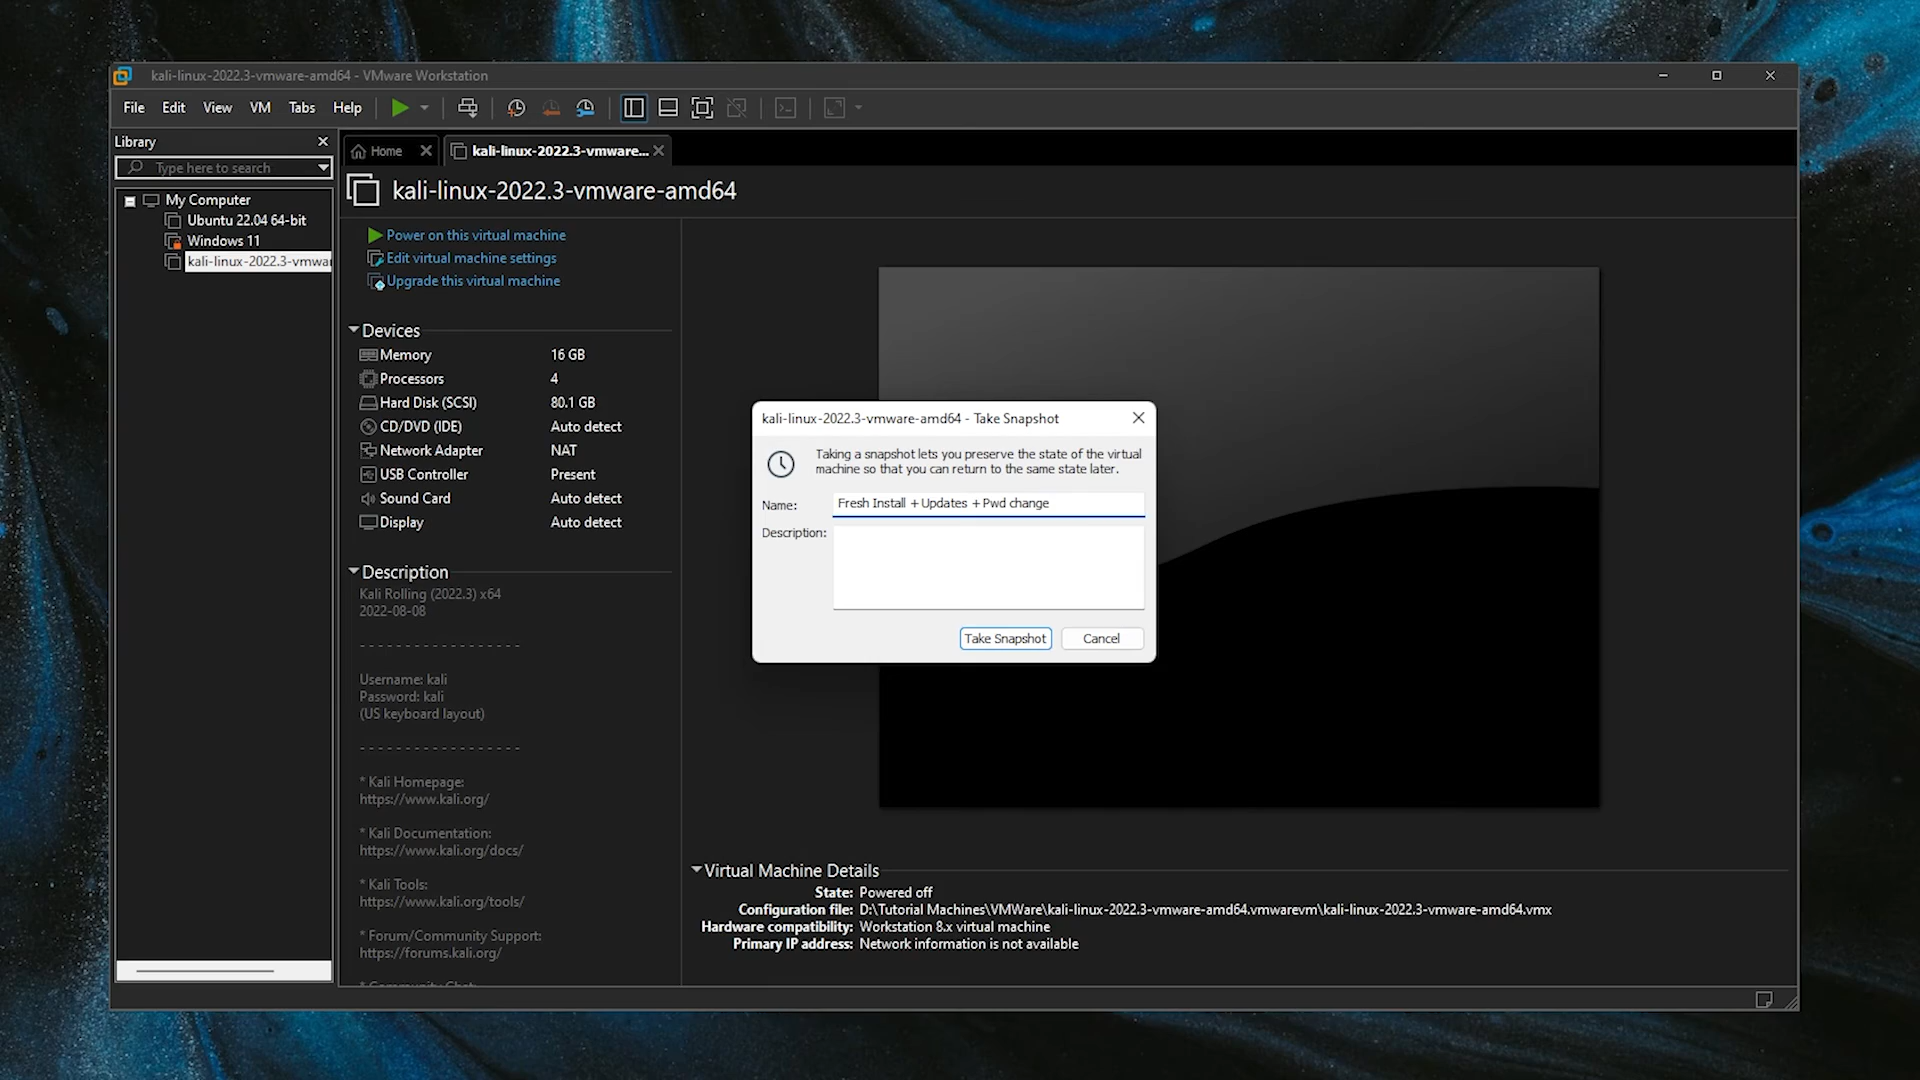 kali-linux-2022.3-vmware-amd64 - VMware Workstation
File Edit View VM Tabs Help
Library
Type here to search
My Computer
Ubuntu 22.04 64-bit
Windows 11
kali-linux-2022.3-vmwar
Home
kali-linux-2022.3-vmware...
kali-linux-2022.3-vmware-amd64
Power on this virtual machine
Edit virtual machine settings
Upgrade this virtual machine
Devices
Memory 16 GB
Processors 4
Hard Disk (SCSI) 80.1 GB
CD/DVD (IDE) Auto detect
Network Adapter NAT
USB Controller Present
Sound Card Auto detect
Display Auto detect
Description
Kali Rolling (2022.3) x64
2022-08-08
- - - - - - - - - - - - - - - - - -
Username: kali
Password: kali
(US keyboard layout)
- - - - - - - - - - - - - - - - - -
* Kali Homepage:
https://www.kali.org/
* Kali Documentation:
https://www.kali.org/docs/
* Kali Tools:
https://www.kali.org/tools/
* Forum/Community Support:
https://forums.kali.org/
kali-linux-2022.3-vmware-amd64 - Take Snapshot
Taking a snapshot lets you preserve the state of the virtual
machine so that you can return to the same state later.
Name: Fresh Install + Updates + Pwd change
Description:
Take Snapshot Cancel
Virtual Machine Details
State: Powered off
Configuration file: D:\Tutorial Machines\VMWare\kali-linux-2022.3-vmware-amd64.vmwarevm\kali-linux-2022.3-vmware-amd64.vmx
Hardware compatibility: Workstation 8.x virtual machine
Primary IP address: Network information is not available